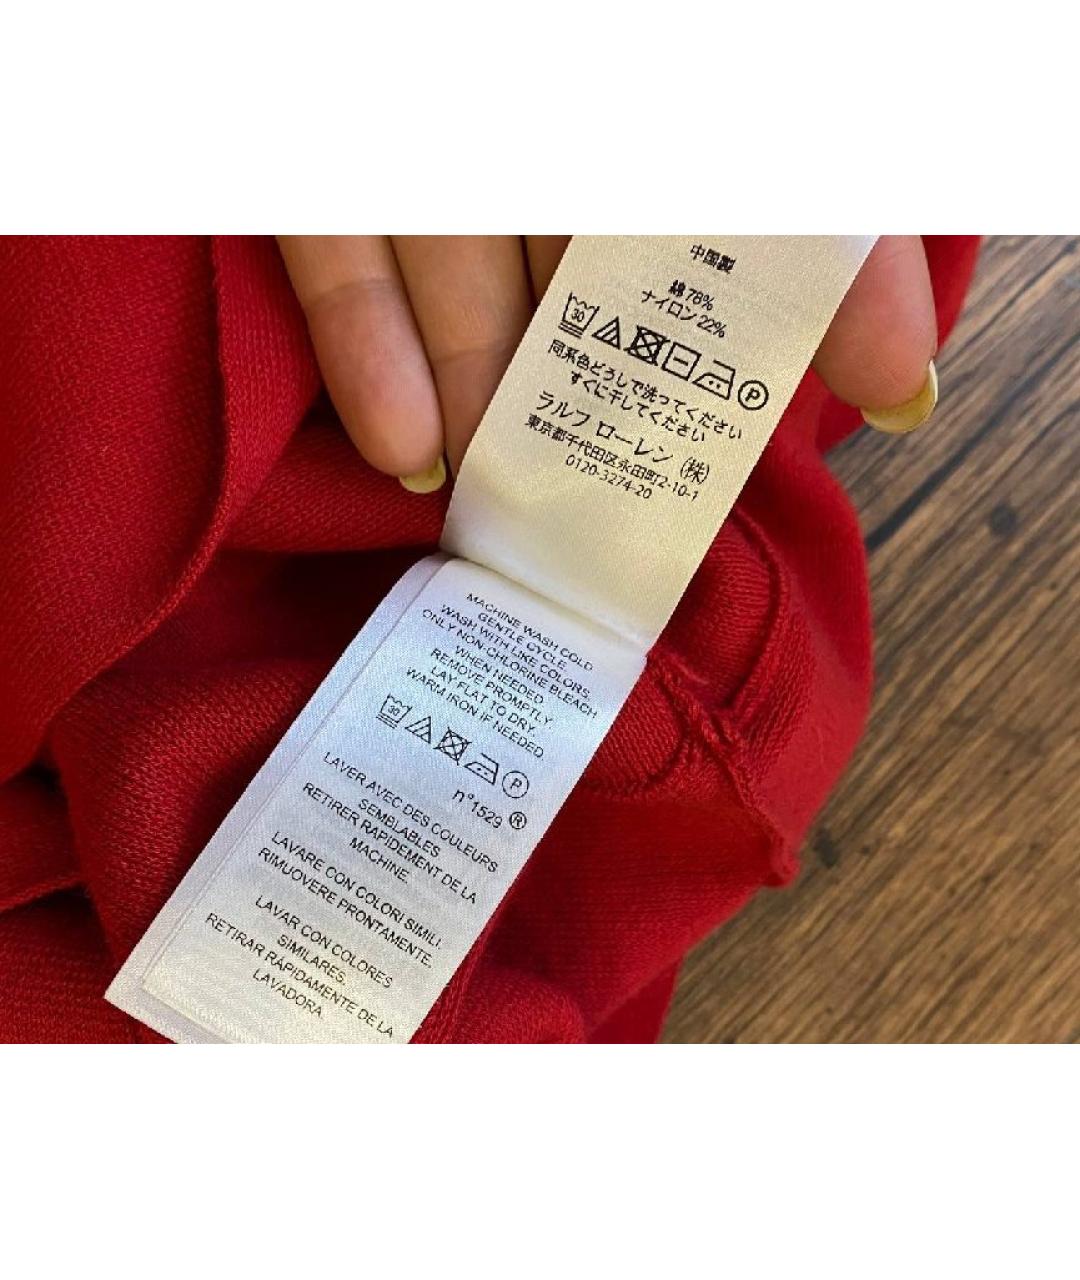 中国製
綿 78%
ナイロン 22%
30
P
同系色どうしで洗ってください
すぐに干してください
ラルフ ローレン (株)
東京都千代田区永田町2-10-1
0120-3274-20
MACHINE WASH COLD
GENTLE CYCLE.
WASH WITH LIKE COLORS.
ONLY NON-CHLORINE BLEACH
WHEN NEEDED.
REMOVE PROMPTLY.
LAY FLAT TO DRY.
WARM IRON IF NEEDED.
30
P
n°1529 ®
LAVER AVEC DES COULEURS
SEMBLABLES.
RETIRER RAPIDEMENT DE LA
MACHINE.
LAVARE CON COLORI SIMILI.
RIMUOVERE PRONTAMENTE.
LAVAR CON COLORES
SIMILARES.
RETIRAR RÁPIDAMENTE DE LA
LAVADORA.